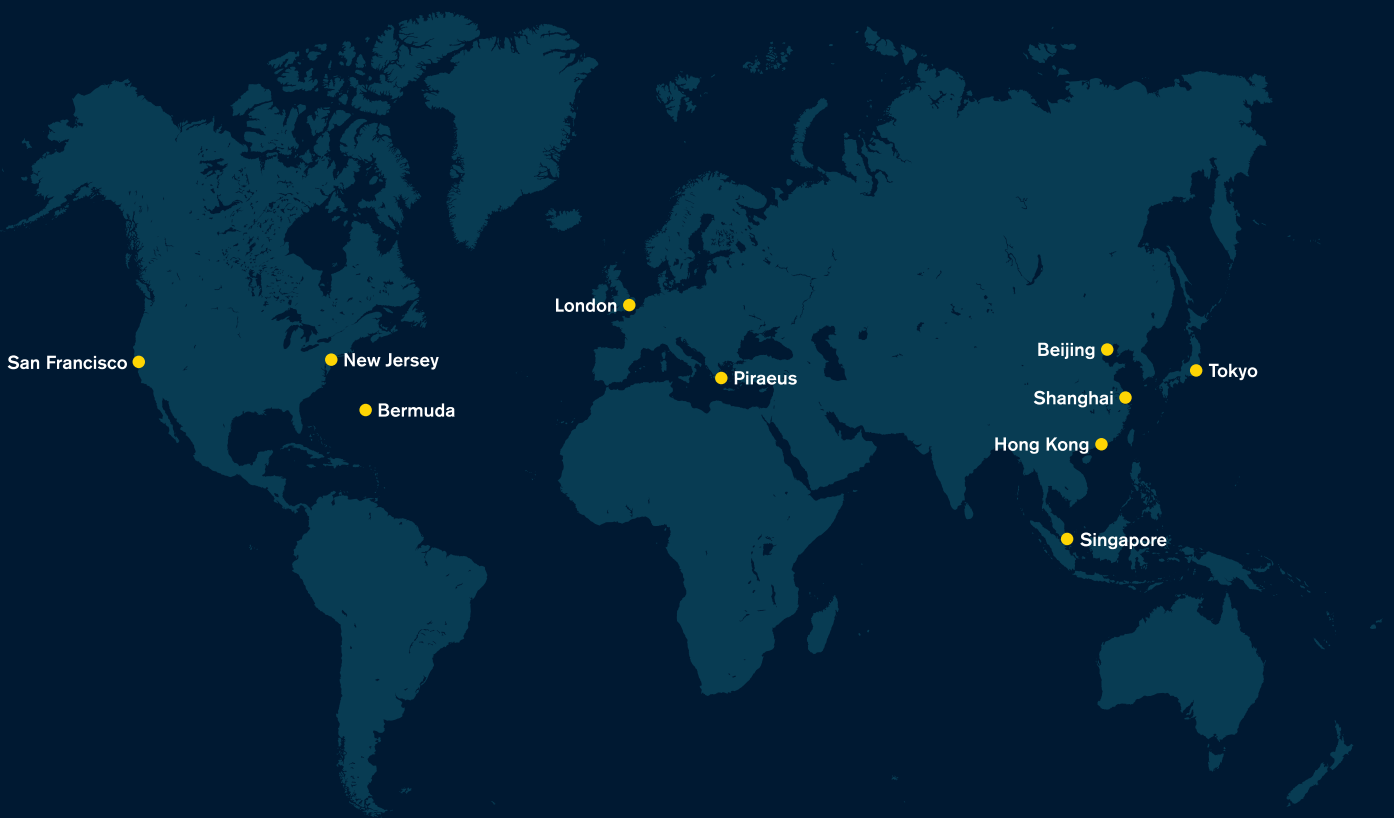 London
Beijing
New Jersey
San Francisco
Tokyo
Piraeus
Shanghai
Bermuda
Hong Kong
Singapore